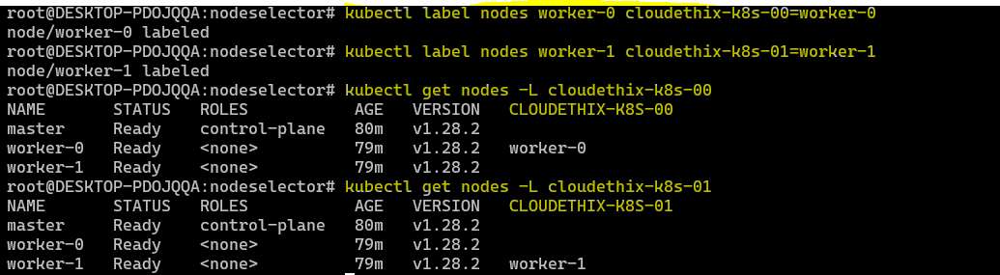 root@DESKTOP-PDOJQQA:nodeselector# kubectl label nodes worker-0 cloudethix-k8s-00=worker-0
node/worker-0 labeled
root@DESKTOP-PDOJQQA:nodeselector# kubectl label nodes worker-1 cloudethix-k8s-01=worker-1
node/worker-1 labeled
root@DESKTOP-PDOJQQA:nodeselector# kubectl get nodes -L cloudethix-k8s-00
NAME STATUS ROLES AGE VERSION CLOUDETHIX-K8S-00
master Ready control-plane 80m v1.28.2
worker-0 Ready <none> 79m v1.28.2 worker-0
worker-1 Ready <none> 79m v1.28.2
root@DESKTOP-PDOJQQA:nodeselector# kubectl get nodes -L cloudethix-k8s-01
NAME STATUS ROLES AGE VERSION CLOUDETHIX-K8S-01
master Ready control-plane 80m v1.28.2
worker-0 Ready <none> 79m v1.28.2
worker-1 Ready <none> 79m v1.28.2 worker-1